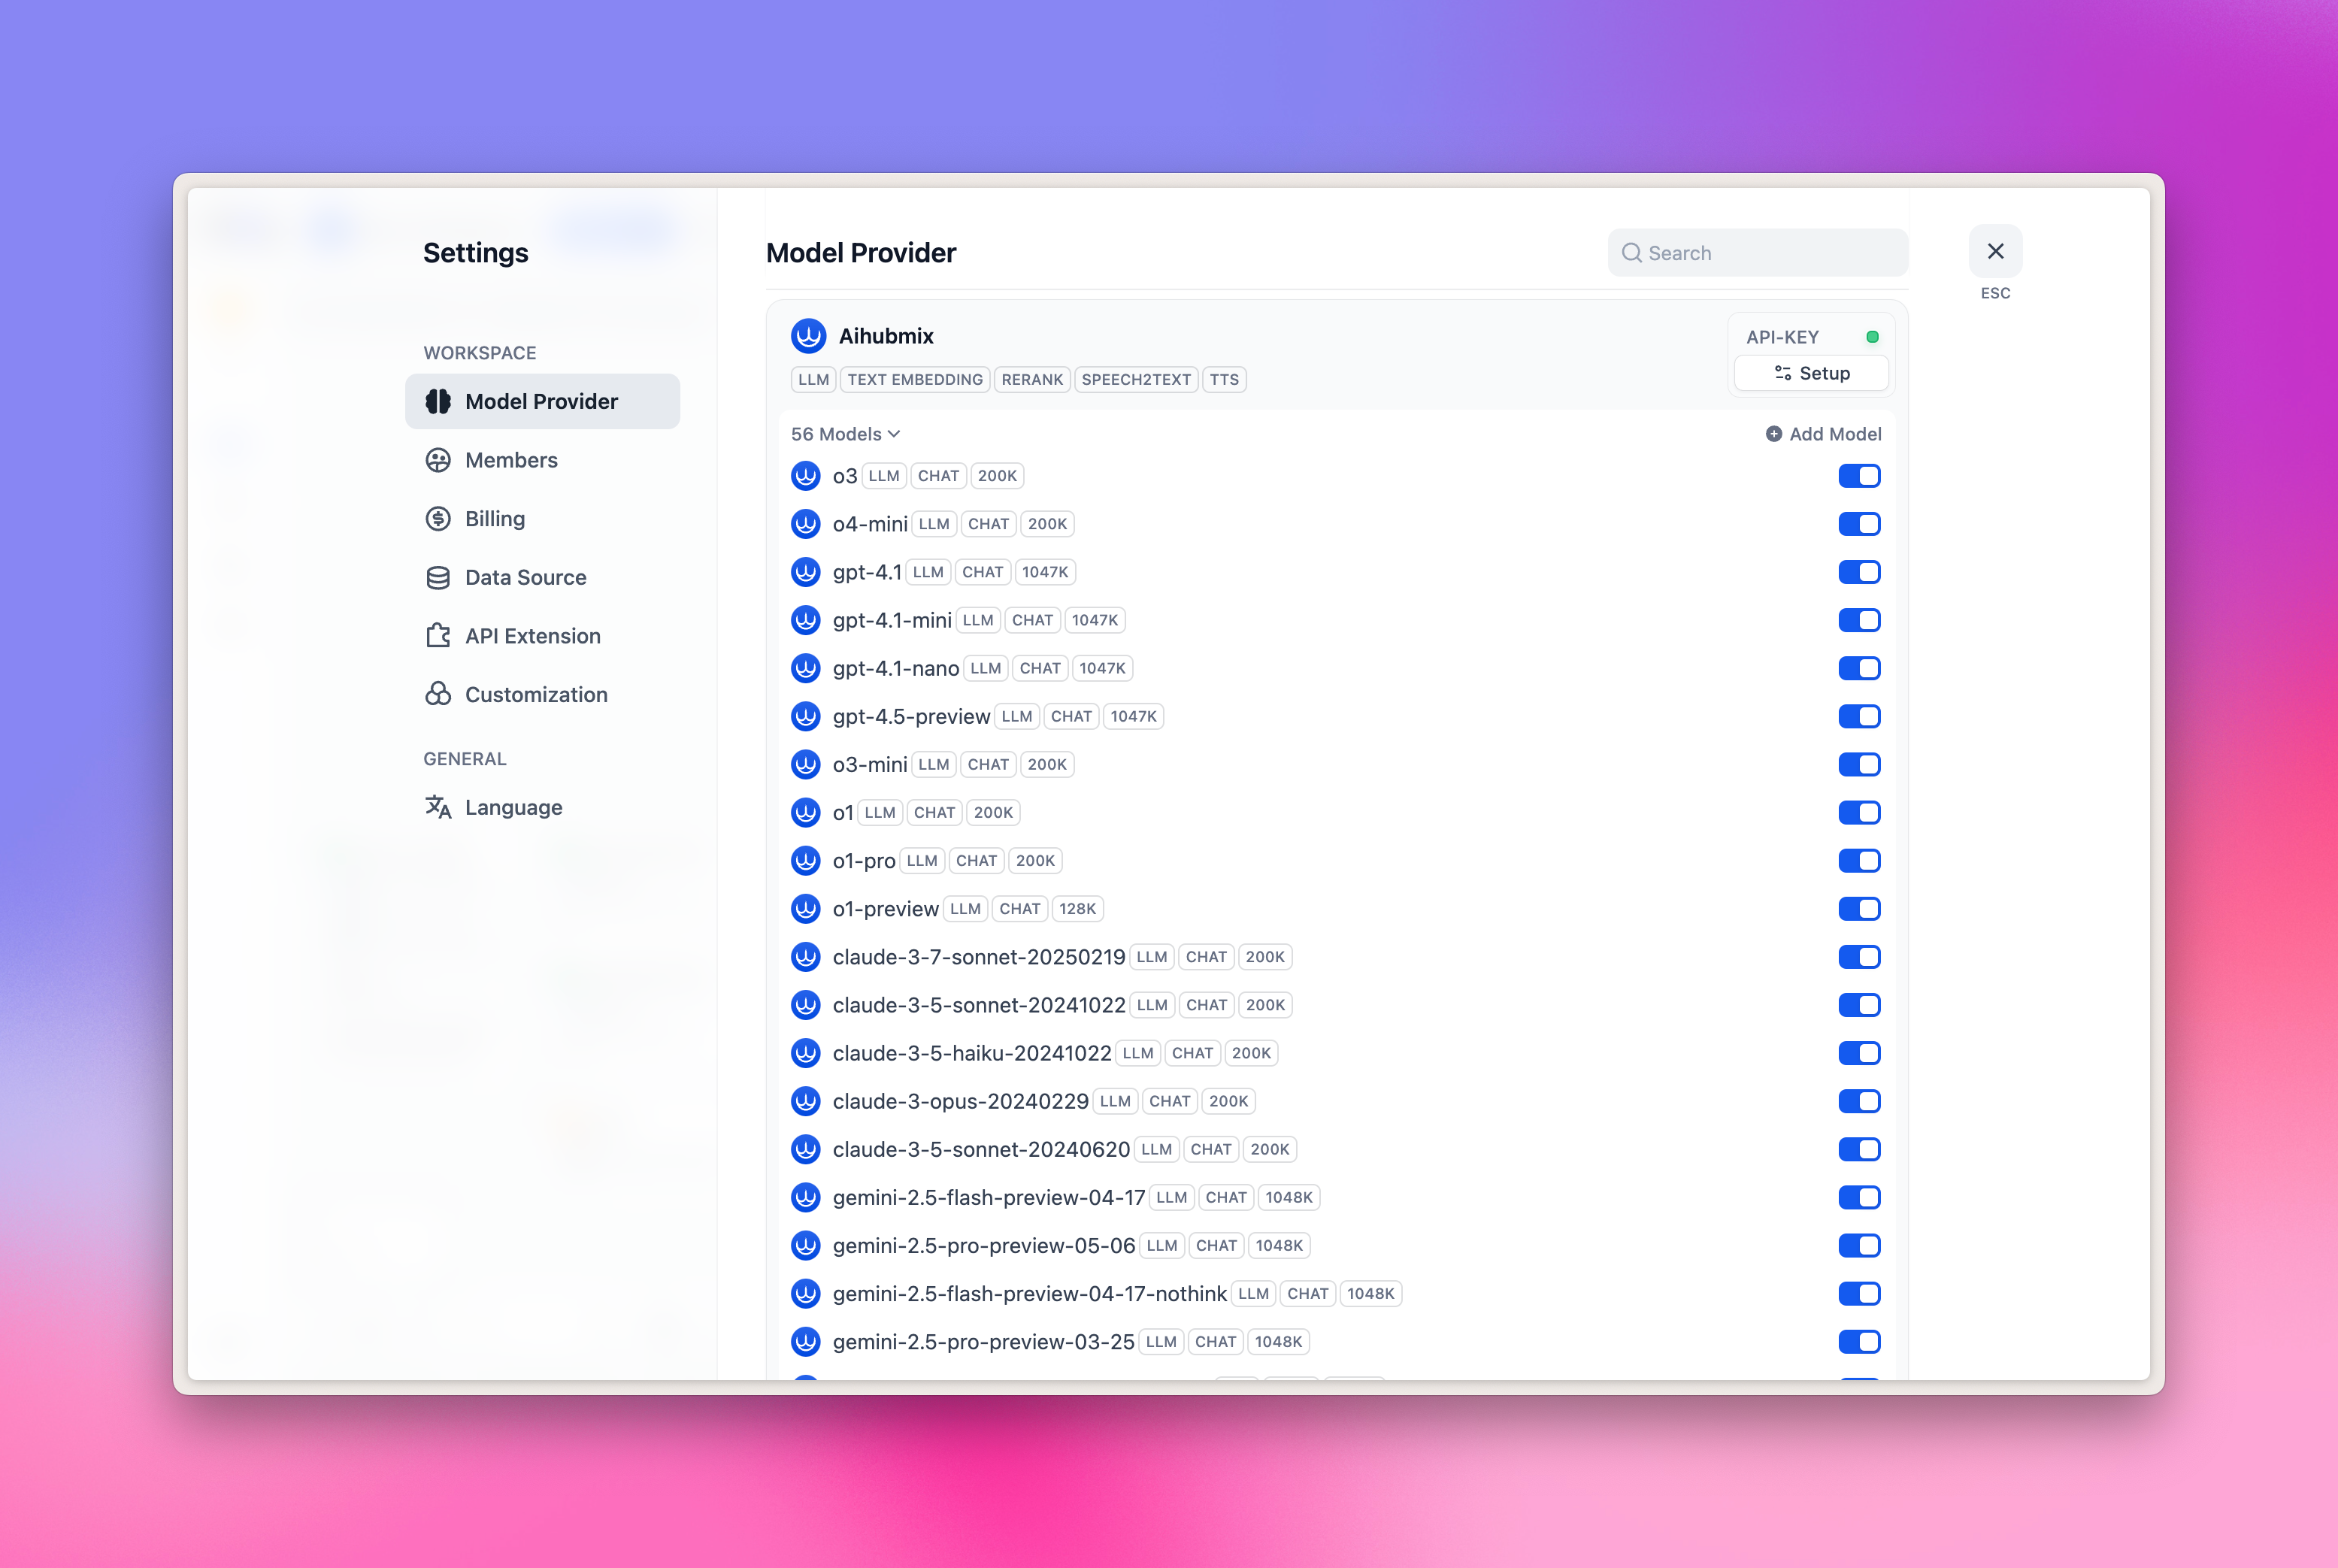 Settings
WORKSPACE
Model Provider
Members
Billing
Data Source
API Extension
Customization
GENERAL
Language
Model Provider
Search
ESC
Aihubmix
LLM TEXT EMBEDDING RERANK SPEECH2TEXT TTS
API-KEY
Setup
56 Models
Add Model
o3 LLM CHAT 200K
o4-mini LLM CHAT 200K
gpt-4.1 LLM CHAT 1047K
gpt-4.1-mini LLM CHAT 1047K
gpt-4.1-nano LLM CHAT 1047K
gpt-4.5-preview LLM CHAT 1047K
o3-mini LLM CHAT 200K
o1 LLM CHAT 200K
o1-pro LLM CHAT 200K
o1-preview LLM CHAT 128K
claude-3-7-sonnet-20250219 LLM CHAT 200K
claude-3-5-sonnet-20241022 LLM CHAT 200K
claude-3-5-haiku-20241022 LLM CHAT 200K
claude-3-opus-20240229 LLM CHAT 200K
claude-3-5-sonnet-20240620 LLM CHAT 200K
gemini-2.5-flash-preview-04-17 LLM CHAT 1048K
gemini-2.5-pro-preview-05-06 LLM CHAT 1048K
gemini-2.5-flash-preview-04-17-nothink LLM CHAT 1048K
gemini-2.5-pro-preview-03-25 LLM CHAT 1048K